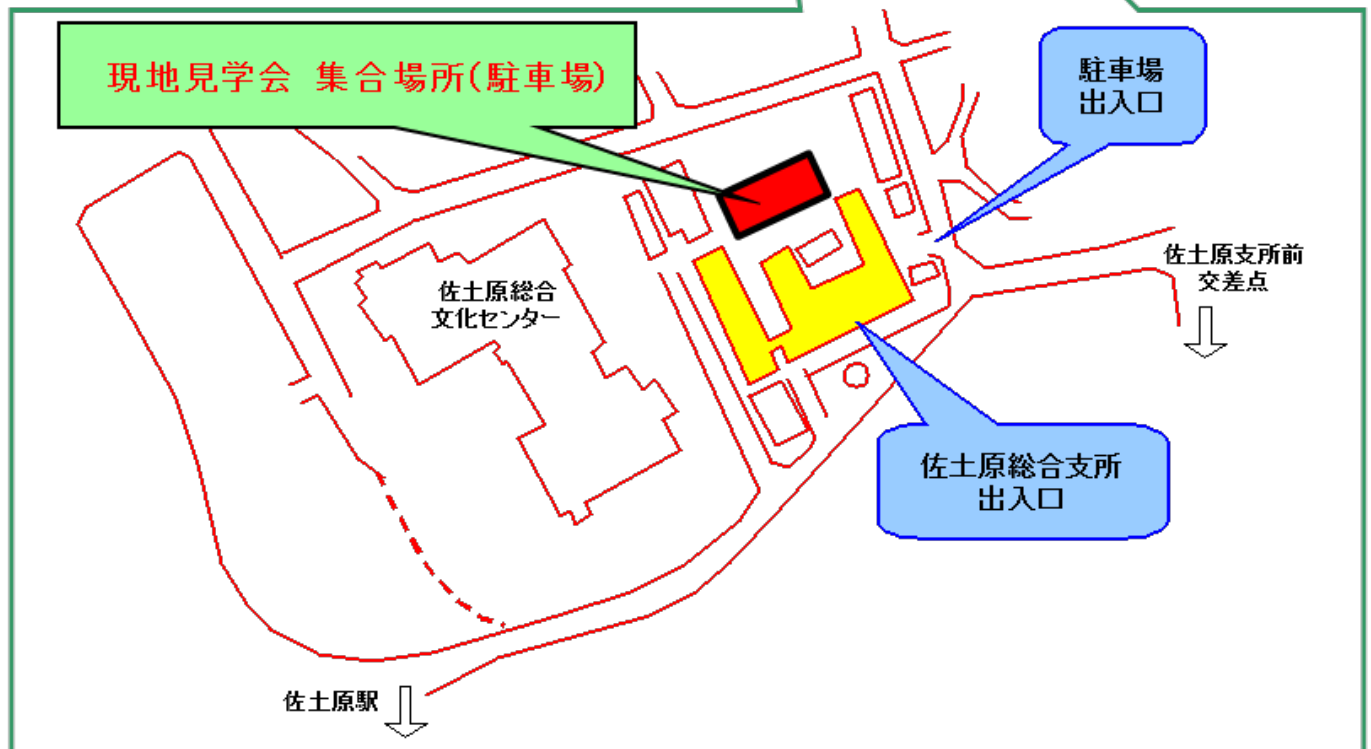 現地見学会 集合場所(駐車場)
駐車場
出入口
佐土原支所前
交差点
佐土原総合
文化センター
佐土原総合支所
出入口
佐土原駅